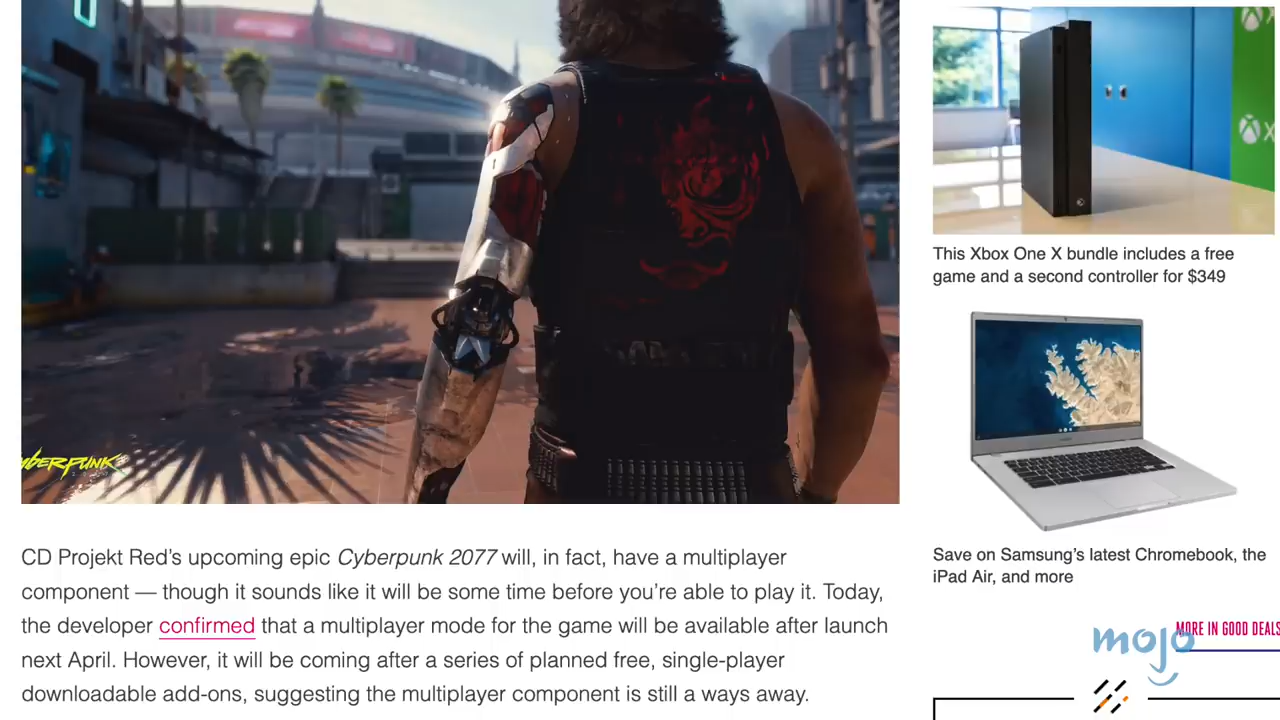 CYBERPUNK
CD Projekt Red’s upcoming epic Cyberpunk 2077 will, in fact, have a multiplayer
component — though it sounds like it will be some time before you’re able to play it. Today,
the developer confirmed that a multiplayer mode for the game will be available after launch
next April. However, it will be coming after a series of planned free, single-player
downloadable add-ons, suggesting the multiplayer component is still a ways away.
This Xbox One X bundle includes a free
game and a second controller for $349
Save on Samsung’s latest Chromebook, the
iPad Air, and more
MORE IN GOOD DEALS
mojo